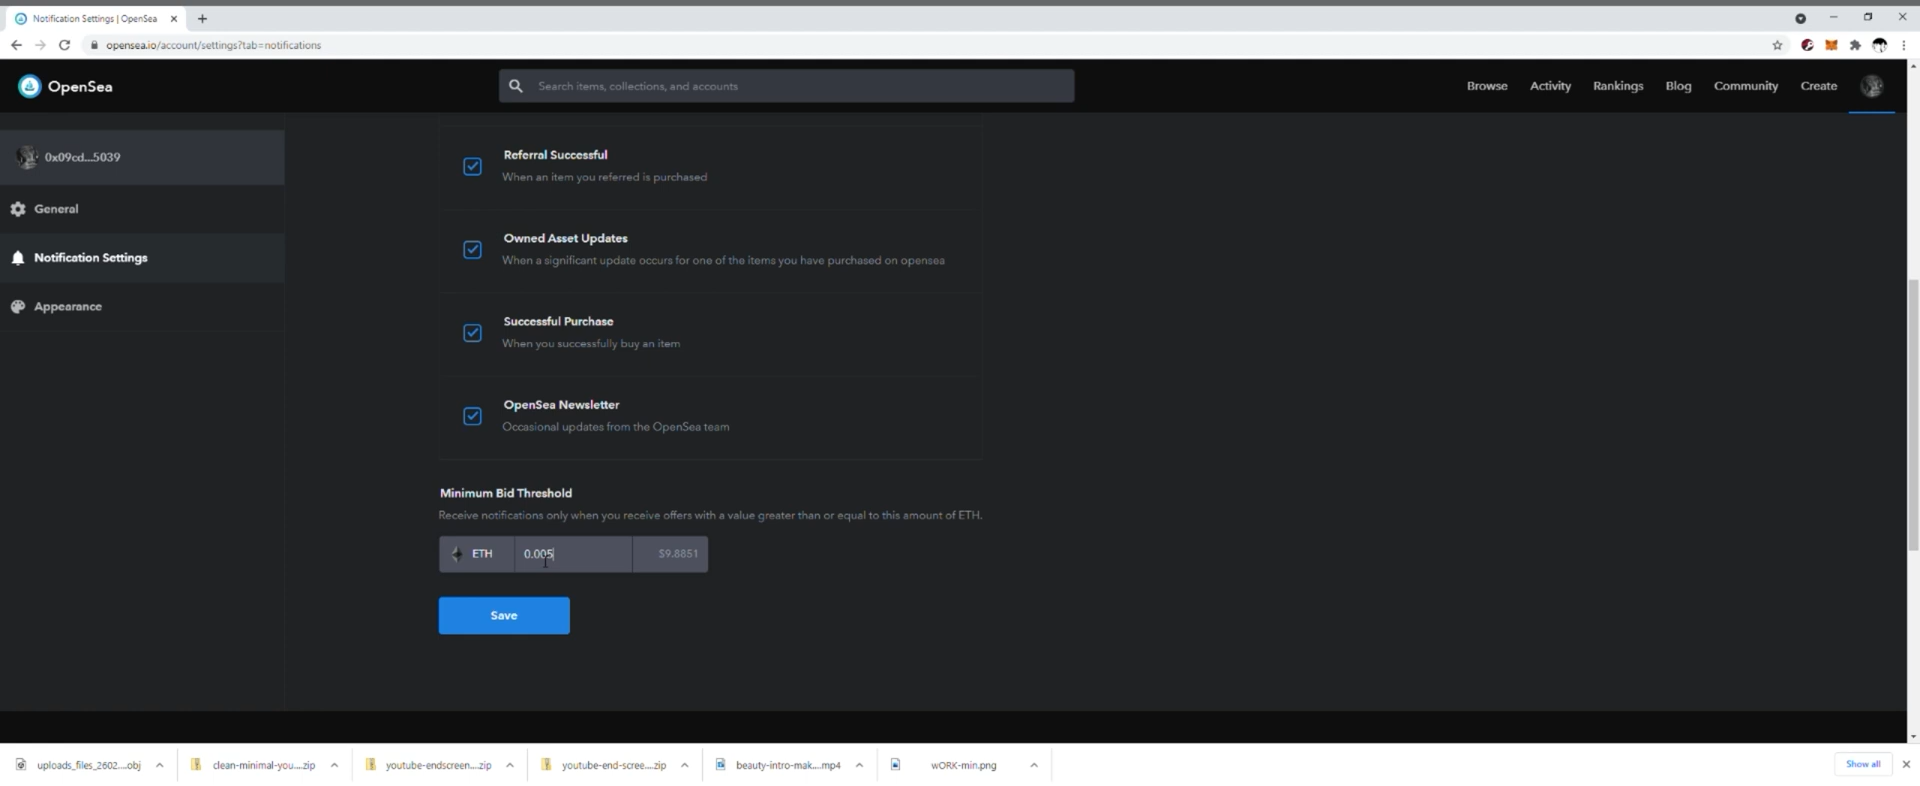 Notification Settings | OpenSea
opensea.io/account/settings?tab=notifications
OpenSea
Search items, collections, and accounts
Browse
Activity
Rankings
Blog
Community
Create
0x09cd...5039
General
Notification Settings
Appearance
Referral Successful
When an item you referred is purchased
Owned Asset Updates
When a significant update occurs for one of the items you have purchased on opensea
Successful Purchase
When you successfully buy an item
OpenSea Newsletter
Occasional updates from the OpenSea team
Minimum Bid Threshold
Receive notifications only when you receive offers with a value greater than or equal to this amount of ETH.
ETH
0.005
$9.8851
Save
uploads_files_2602....obj
clean-minimal-you....zip
youtube-endscreen....zip
youtube-end-scree....zip
beauty-intro-mak....mp4
wORK-min.png
Show all